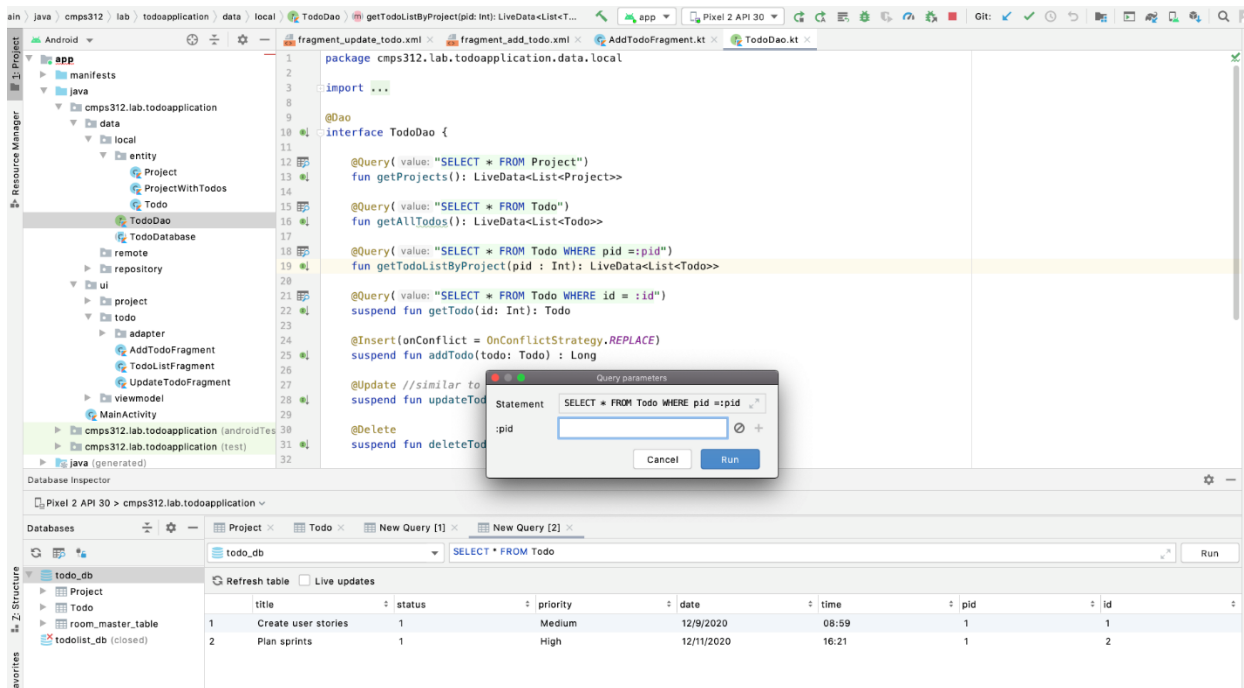 ain java cmps312 lab todoapplication data local TodoDao getTodoListByProject(pid: Int): LiveData<List<T... app Pixel 2 API 30 Git:
1: Project
Resource Manager
Z: Structure
avorites
Android
app
manifests
java
cmps312.lab.todoapplication
data
local
entity
Project
ProjectWithTodos
Todo
TodoDao
TodoDatabase
remote
repository
ui
project
todo
adapter
AddTodoFragment
TodoListFragment
UpdateTodoFragment
viewmodel
MainActivity
cmps312.lab.todoapplication (androidTes
cmps312.lab.todoapplication (test)
java (generated)
fragment_update_todo.xml fragment_add_todo.xml AddTodoFragment.kt TodoDao.kt
1 package cmps312.lab.todoapplication.data.local
2
3 import ...
8
9 @Dao
10 interface TodoDao {
11
12 @Query( value: "SELECT * FROM Project")
13 fun getProjects(): LiveData<List<Project>>
14
15 @Query( value: "SELECT * FROM Todo")
16 fun getAllTodos(): LiveData<List<Todo>>
17
18 @Query( value: "SELECT * FROM Todo WHERE pid =:pid")
19 fun getTodoListByProject(pid : Int): LiveData<List<Todo>>
20
21 @Query( value: "SELECT * FROM Todo WHERE id = :id")
22 suspend fun getTodo(id: Int): Todo
23
24 @Insert(onConflict = OnConflictStrategy.REPLACE)
25 suspend fun addTodo(todo: Todo) : Long
26
27 @Update //similar to
28 suspend fun updateTod
29
30 @Delete
31 suspend fun deleteTod
32
Query parameters
Statement SELECT * FROM Todo WHERE pid =:pid
:pid
Cancel Run
Database Inspector
Pixel 2 API 30 > cmps312.lab.todoapplication
Databases
todo_db
Project
Todo
room_master_table
todolist_db (closed)
Project Todo New Query [1] New Query [2]
todo_db SELECT * FROM Todo Run
Refresh table Live updates
title status priority date time pid id
1 Create user stories 1 Medium 12/9/2020 08:59 1 1
2 Plan sprints 1 High 12/11/2020 16:21 1 2